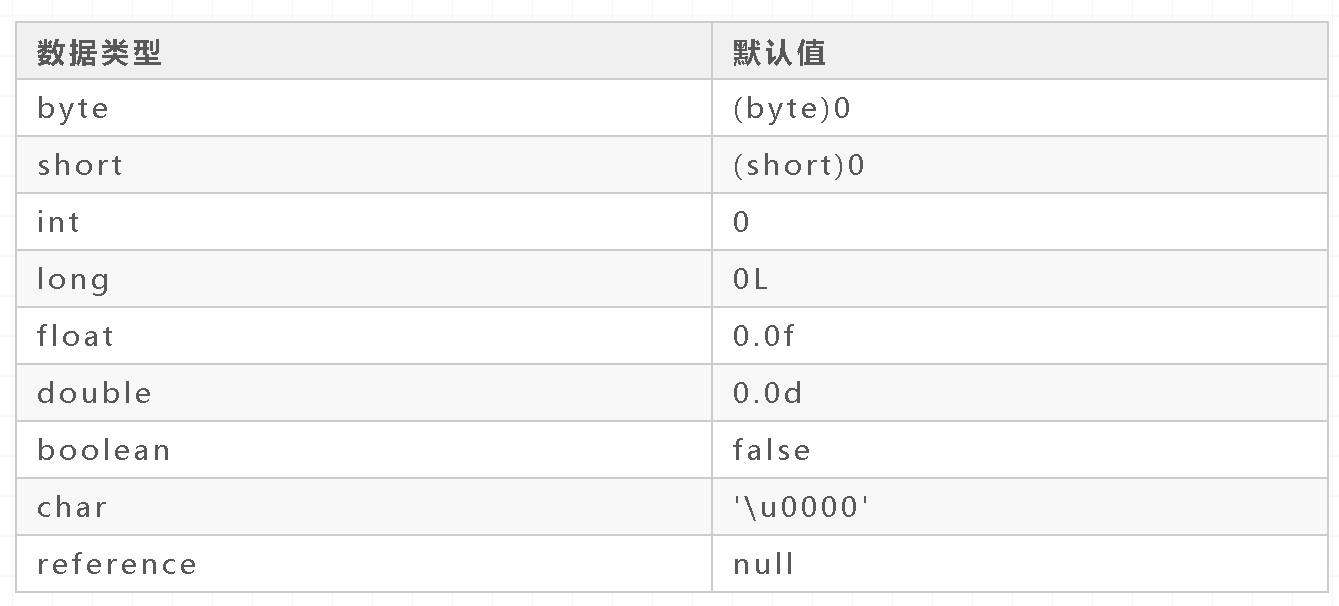 数据类型 默认值
byte (byte)0
short (short)0
int 0
long 0L
float 0.0f
double 0.0d
boolean false
char '\u0000'
reference null